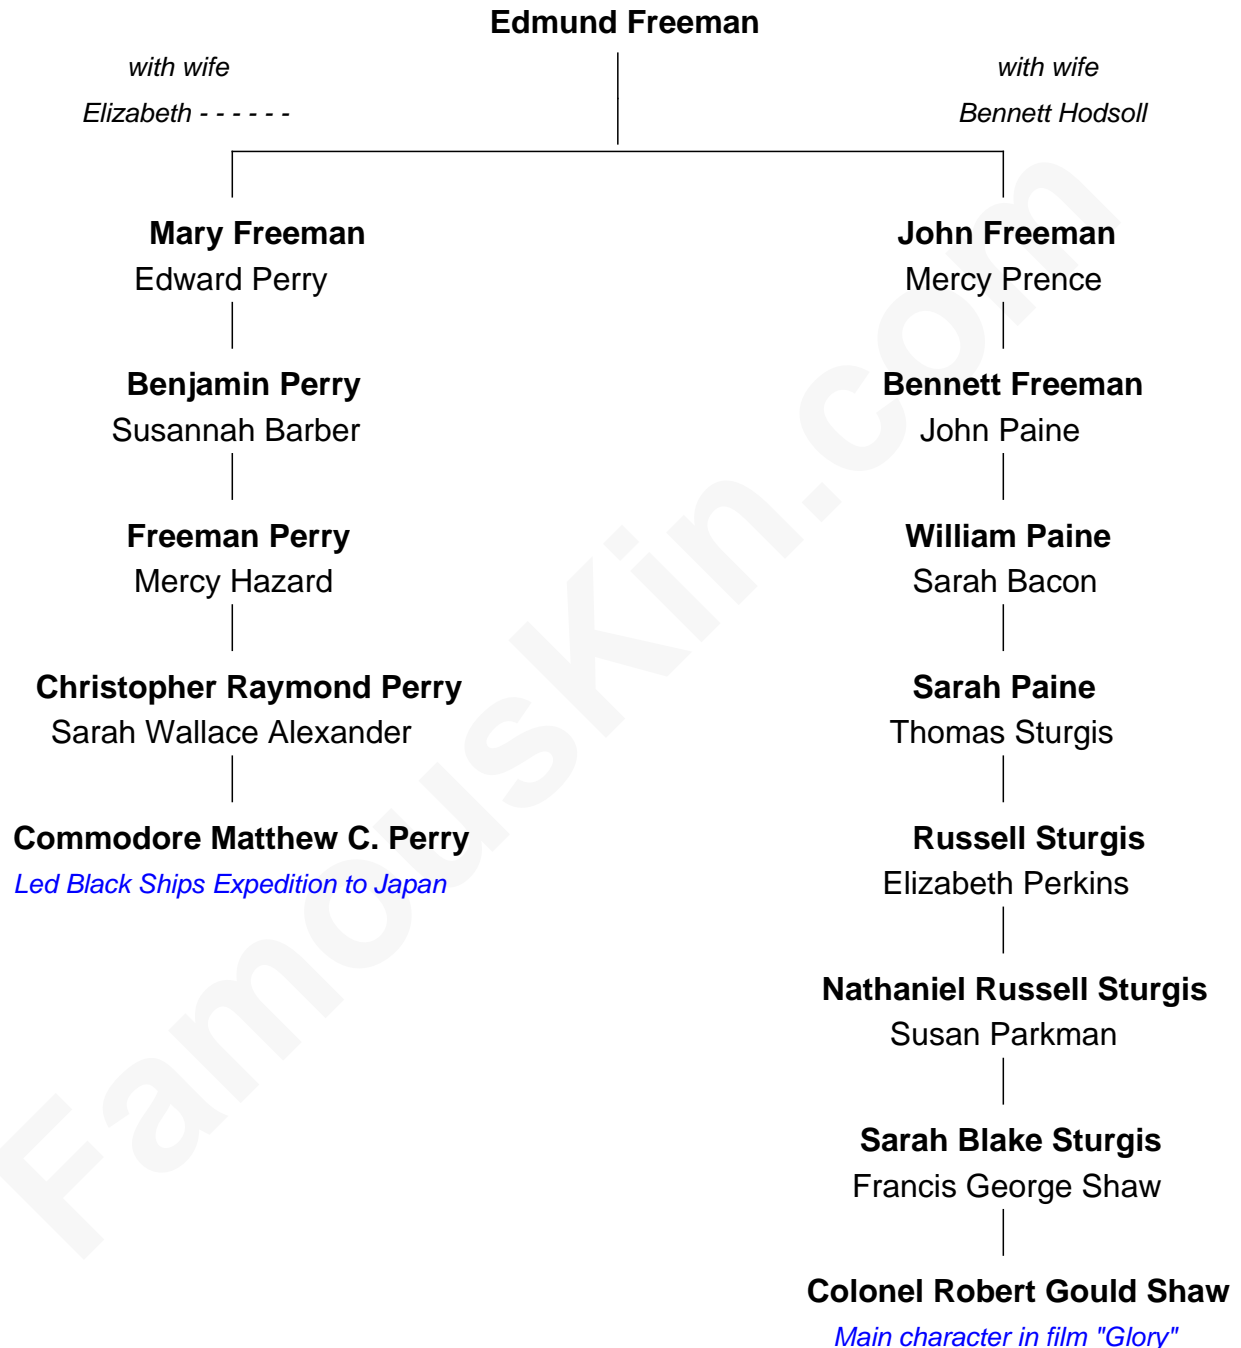 Edmund Freeman
with wife
Elizabeth - - - - - -
with wife
Bennett Hodsoll
Mary Freeman
Edward Perry
Benjamin Perry
Susannah Barber
Freeman Perry
Mercy Hazard
Christopher Raymond Perry
Sarah Wallace Alexander
Commodore Matthew C. Perry
Led Black Ships Expedition to Japan
John Freeman
Mercy Prence
Bennett Freeman
John Paine
William Paine
Sarah Bacon
Sarah Paine
Thomas Sturgis
Russell Sturgis
Elizabeth Perkins
Nathaniel Russell Sturgis
Susan Parkman
Sarah Blake Sturgis
Francis George Shaw
Colonel Robert Gould Shaw
Main character in film "Glory"
FamousKin.com